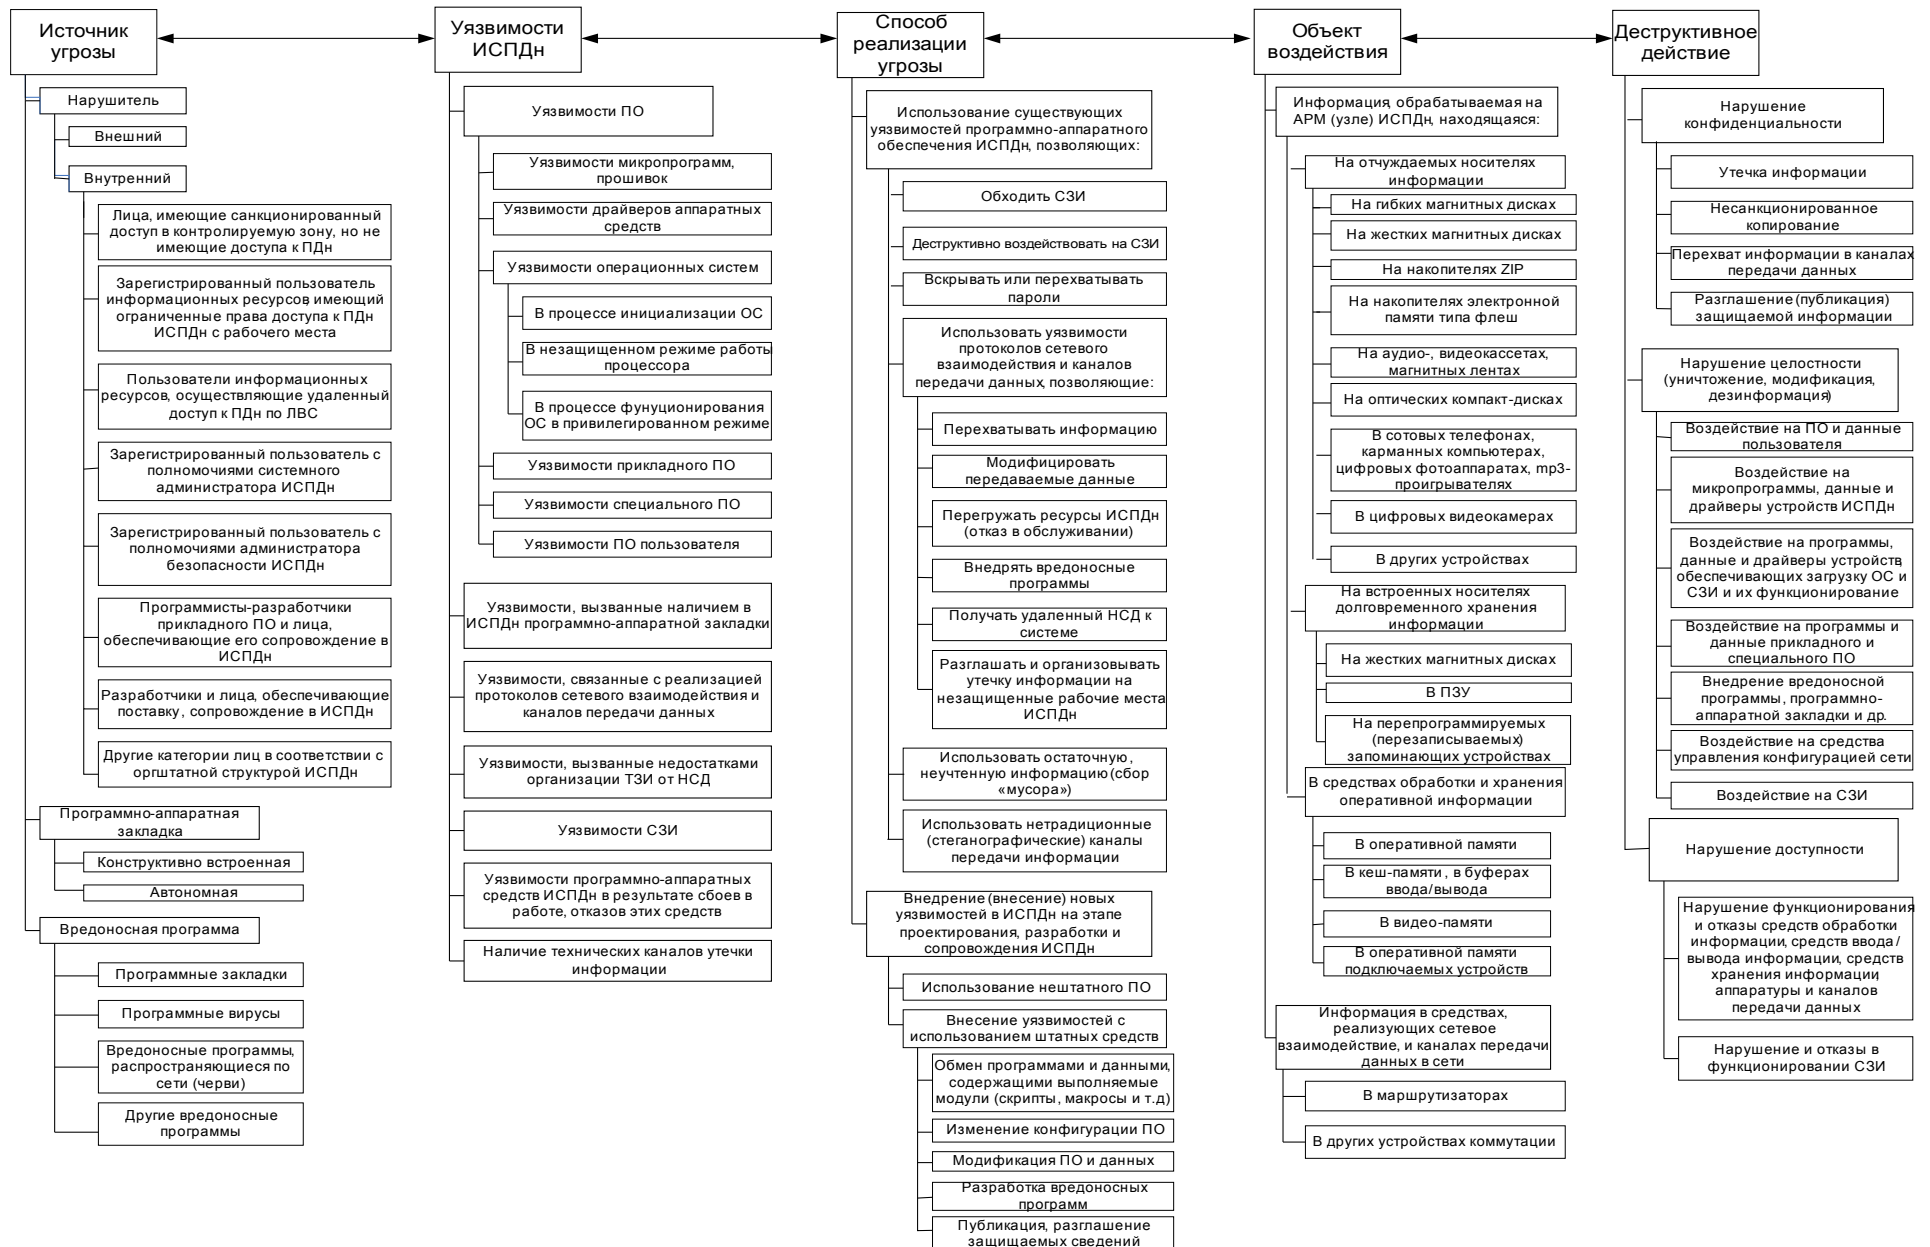 Источник
угрозы
Нарушитель
Внешний
Внутренний
Лица, имеющие санкционированный
доступ в контролируемую зону, но не
имеющие доступа к ПДн
Зарегистрированный пользователь
информационных ресурсов, имеющий
ограниченные права доступа к ПДн
ИСПДн с рабочего места
Пользователи информационных
ресурсов, осуществляющие удаленный
доступ к ПДн по ЛВС
Зарегистрированный пользователь с
полномочиями системного
администратора ИСПДн
Зарегистрированный пользователь с
полномочиями администратора
безопасности ИСПДн
Программисты-разработчики
прикладного ПО и лица,
обеспечивающие его сопровождение в
ИСПДн
Разработчики и лица, обеспечивающие
поставку, сопровождение в ИСПДн
Другие категории лиц в соответствии с
оргштатной структурой ИСПДн
Программно-аппаратная
закладка
Конструктивно встроенная
Автономная
Вредоносная программа
Программные закладки
Программные вирусы
Вредоносные программы,
распространяющиеся по
сети (черви)
Другие вредоносные
программы
Уязвимости
ИСПДн
Уязвимости ПО
Уязвимости микропрограмм,
прошивок
Уязвимости драйверов аппаратных
средств
Уязвимости операционных систем
В процессе инициализации ОС
В незащищенном режиме работы
процессора
В процессе фунуционирования
ОС в привилегированном режиме
Уязвимости прикладного ПО
Уязвимости специального ПО
Уязвимости ПО пользователя
Уязвимости, вызванные наличием в
ИСПДн программно-аппаратной закладки
Уязвимости, связанные с реализацией
протоколов сетевого взаимодействия и
каналов передачи данных
Уязвимости, вызванные недостатками
организации ТЗИ от НСД
Уязвимости СЗИ
Уязвимости программно-аппаратных
средств ИСПДн в результате сбоев в
работе, отказов этих средств
Наличие технических каналов утечки
информации
Способ
реализации
угрозы
Использование существующих
уязвимостей программно-аппаратного
обеспечения ИСПДн, позволяющих:
Обходить СЗИ
Деструктивно воздействовать на СЗИ
Вскрывать или перехватывать
пароли
Использовать уязвимости
протоколов сетевого
взаимодействия и каналов
передачи данных, позволяющие:
Перехватывать информацию
Модифицировать
передаваемые данные
Перегружать ресурсы ИСПДн
(отказ в обслуживании)
Внедрять вредоносные
программы
Получать удаленный НСД к
системе
Разглашать и организовывать
утечку информации на
незащищенные рабочие места
ИСПДн
Использовать остаточную,
неучтенную информацию (сбор
«мусора»)
Использовать нетрадиционные
(стеганографические) каналы
передачи информации
Внедрение (внесение) новых
уязвимостей в ИСПДн на этапе
проектирования, разработки и
сопровождения ИСПДн
Использование нештатного ПО
Внесение уязвимостей с
использованием штатных средств
Обмен программами и данными,
содержащими выполняемые
модули (скрипты, макросы и т.д)
Изменение конфигурации ПО
Модификация ПО и данных
Разработка вредоносных
программ
Публикация, разглашение
защищаемых сведений
Объект
воздействия
Информация, обрабатываемая на
АРМ (узле) ИСПДн, находящаяся:
На отчуждаемых носителях
информации
На гибких магнитных дисках
На жестких магнитных дисках
На накопителях ZIP
На накопителях электронной
памяти типа флеш
На аудио-, видеокассетах,
магнитных лентах
На оптических компакт-дисках
В сотовых телефонах,
карманных компьютерах,
цифровых фотоаппаратах, mp3-
проигрывателях
В цифровых видеокамерах
В других устройствах
На встроенных носителях
долговременного хранения
информации
На жестких магнитных дисках
В ПЗУ
На перепрограммируемых
(перезаписываемых)
запоминающих устройствах
В средствах обработки и хранения
оперативной информации
В оперативной памяти
В кеш-памяти, в буферах
ввода/вывода
В видео-памяти
В оперативной памяти
подключаемых устройств
Информация в средствах,
реализующих сетевое
взаимодействие, и каналах передачи
данных в сети
В маршрутизаторах
В других устройствах коммутации
Деструктивное
действие
Нарушение
конфиденциальности
Утечка информации
Несанкционированное
копирование
Перехват информации в каналах
передачи данных
Разглашение (публикация)
защищаемой информации
Нарушение целостности
(уничтожение, модификация,
дезинформация)
Воздействие на ПО и данные
пользователя
Воздействие на
микропрограммы, данные и
драйверы устройств ИСПДн
Воздействие на программы,
данные и драйверы устройств,
обеспечивающих загрузку ОС и
СЗИ и их функционирование
Воздействие на программы и
данные прикладного и
специального ПО
Внедрение вредоносной
программы, программно-
аппаратной закладки и др.
Воздействие на средства
управления конфигурацией сети
Воздействие на СЗИ
Нарушение доступности
Нарушение функционирования
и отказы средств обработки
информации, средств ввода/
вывода информации, средств
хранения информации,
аппаратуры и каналов
передачи данных
Нарушение и отказы в
функционировании СЗИ